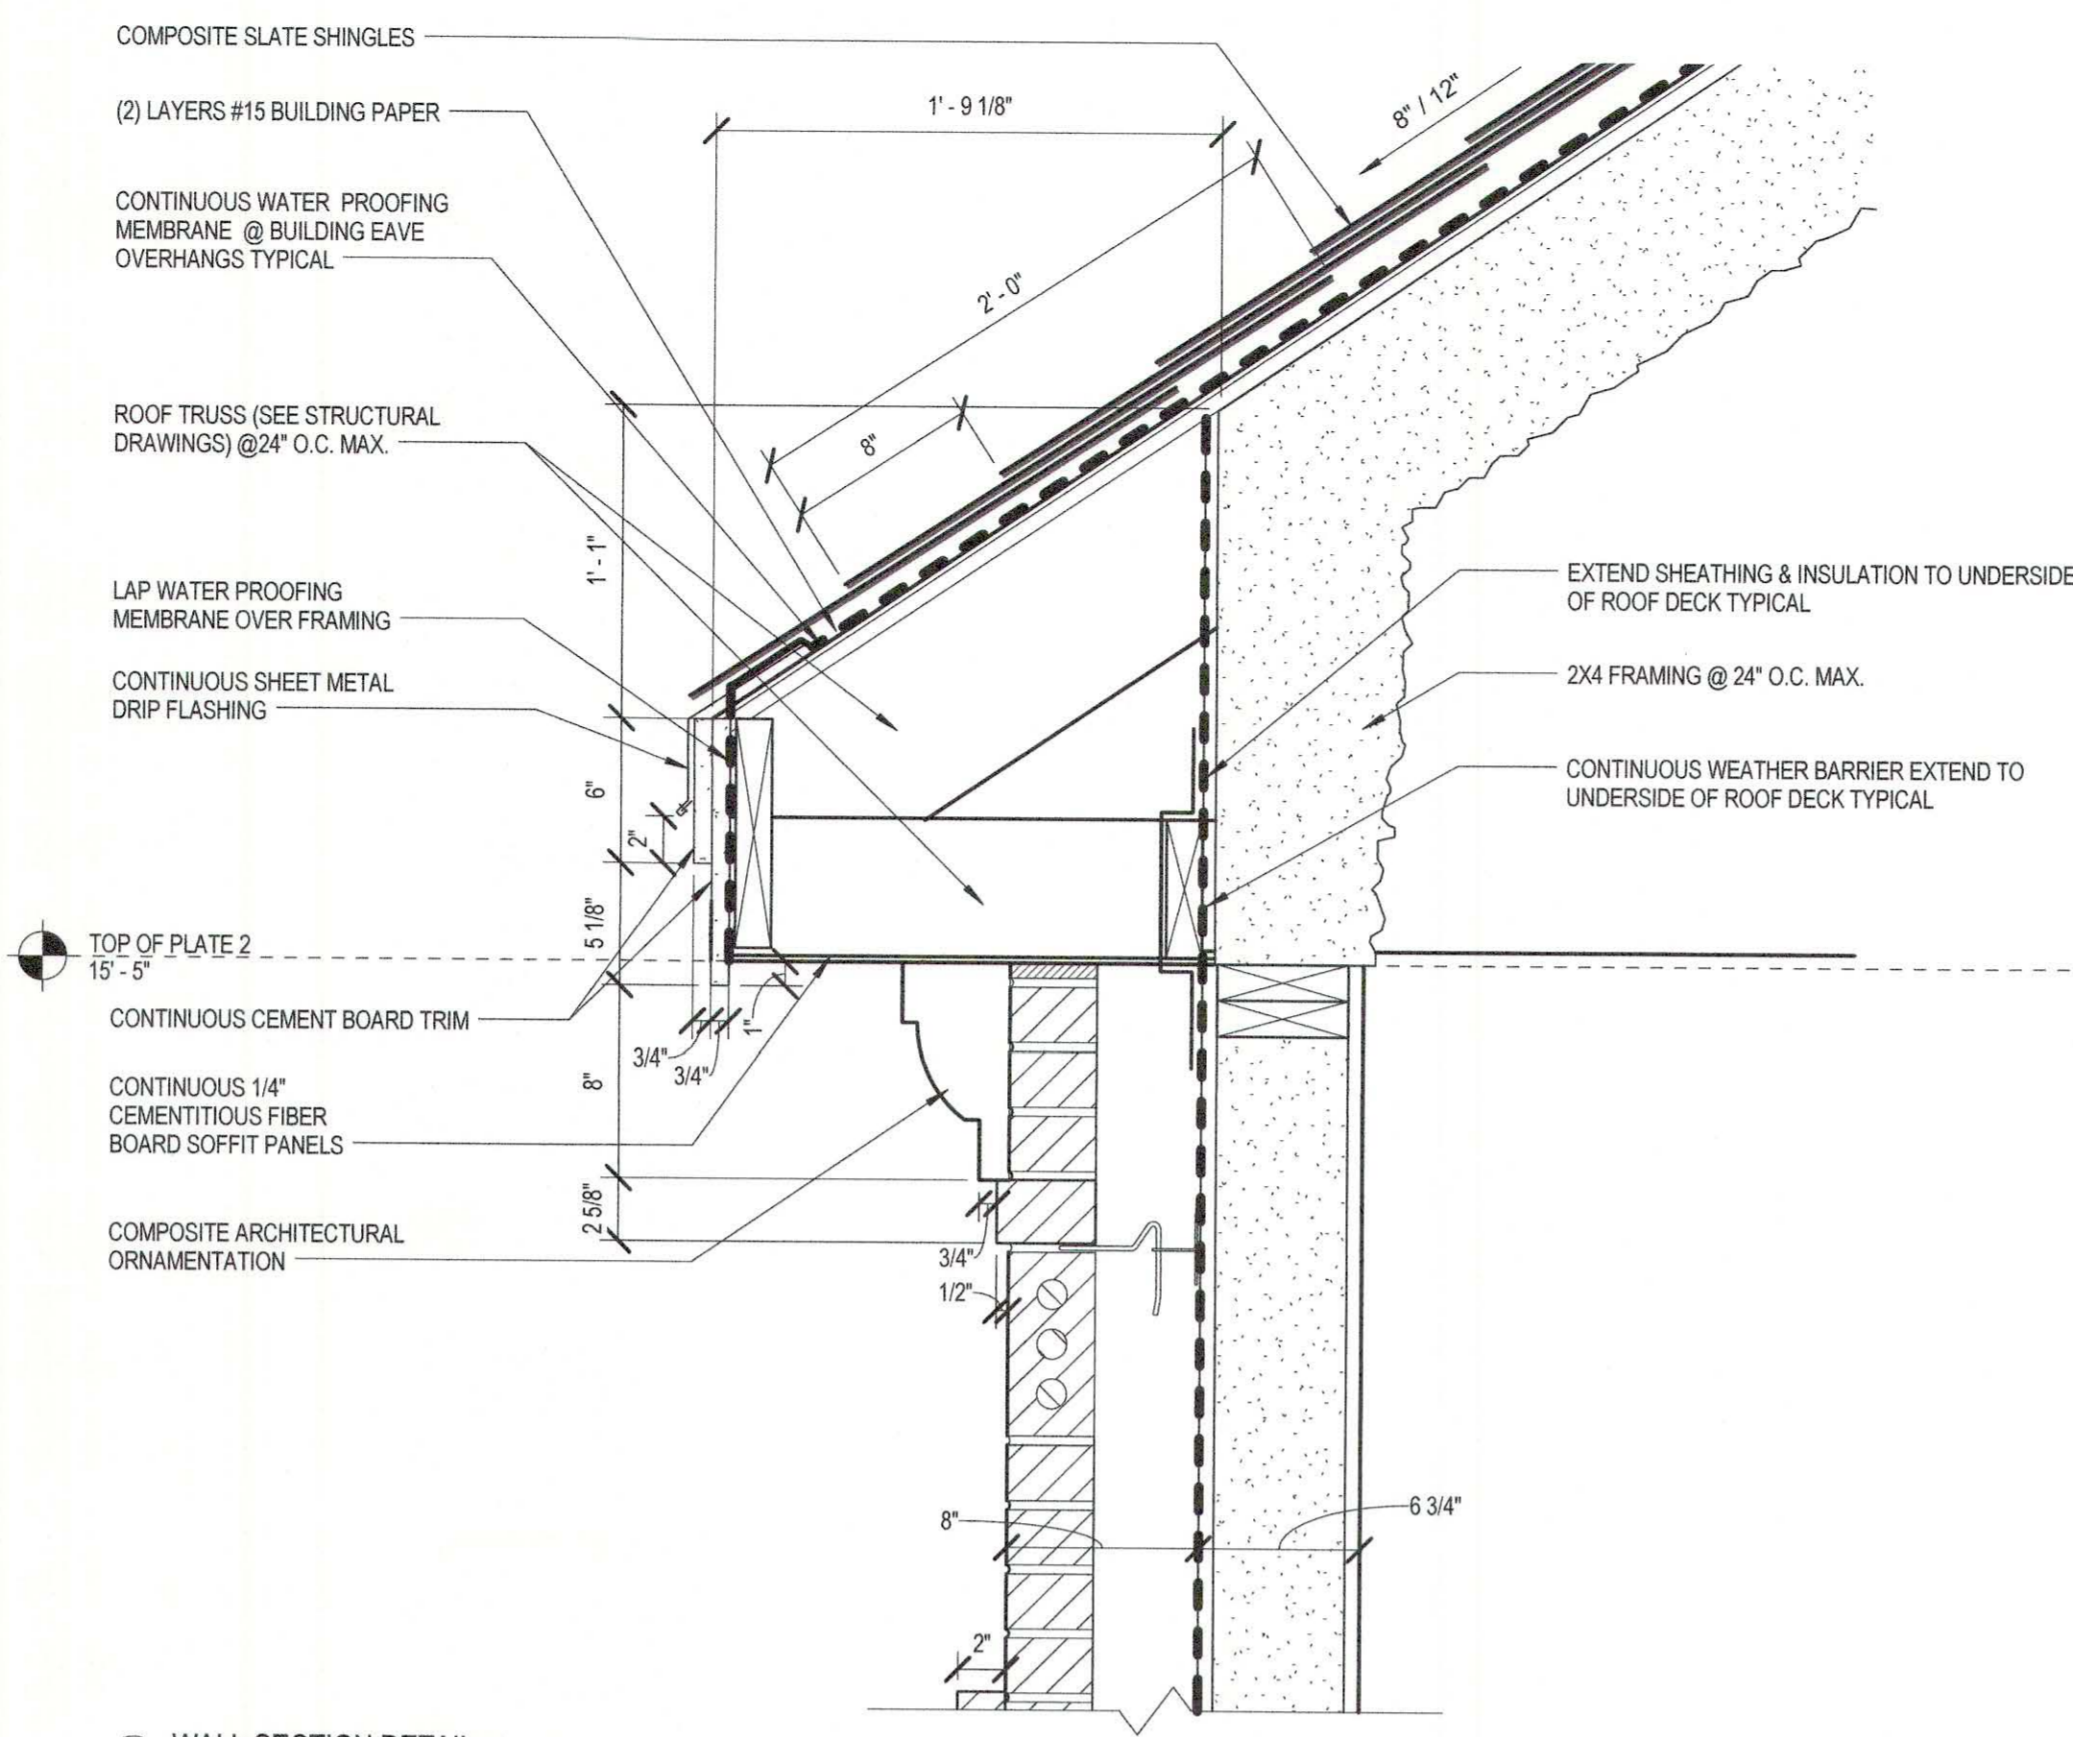 COMPOSITE SLATE SHINGLES
(2) LAYERS #15 BUILDING PAPER
CONTINUOUS WATER PROOFING
MEMBRANE @ BUILDING EAVE
OVERHANGS TYPICAL
ROOF TRUSS (SEE STRUCTURAL
DRAWINGS) @24" O.C. MAX.
LAP WATER PROOFING
MEMBRANE OVER FRAMING
CONTINUOUS SHEET METAL
DRIP FLASHING
TOP OF PLATE 2
15' - 5"
CONTINUOUS CEMENT BOARD TRIM
CONTINUOUS 1/4"
CEMENTITIOUS FIBER
BOARD SOFFIT PANELS
COMPOSITE ARCHITECTURAL
ORNAMENTATION
1' - 9 1/8"
8" / 12"
2' - 0"
8"
1' - 1"
6"
2"
5 1/8"
1"
3/4"
3/4"
8"
2 5/8"
3/4"
1/2"
8"
6 3/4"
2"
EXTEND SHEATHING & INSULATION TO UNDERSIDE
OF ROOF DECK TYPICAL
2X4 FRAMING @ 24" O.C. MAX.
CONTINUOUS WEATHER BARRIER EXTEND TO
UNDERSIDE OF ROOF DECK TYPICAL
WALL SECTION DETAIL